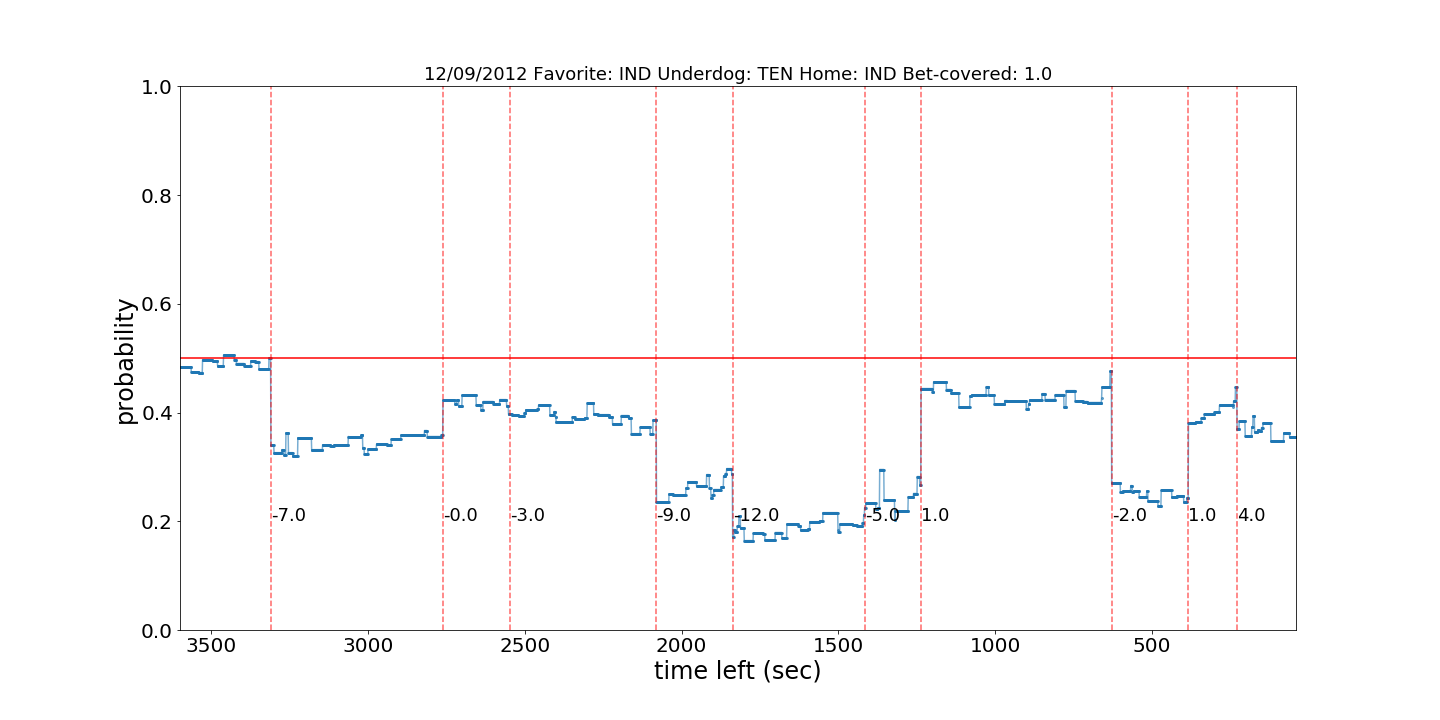 12/09/2012 Favorite: IND Underdog: TEN Home: IND Bet-covered: 1.0
probability
1.0
0.8
0.6
0.4
0.2
0.0
-7.0 -0.0 -3.0 -9.0 -12.0 -5.0 1.0 -2.0 1.0 4.0
3500 3000 2500 2000 1500 1000 500
time left (sec)